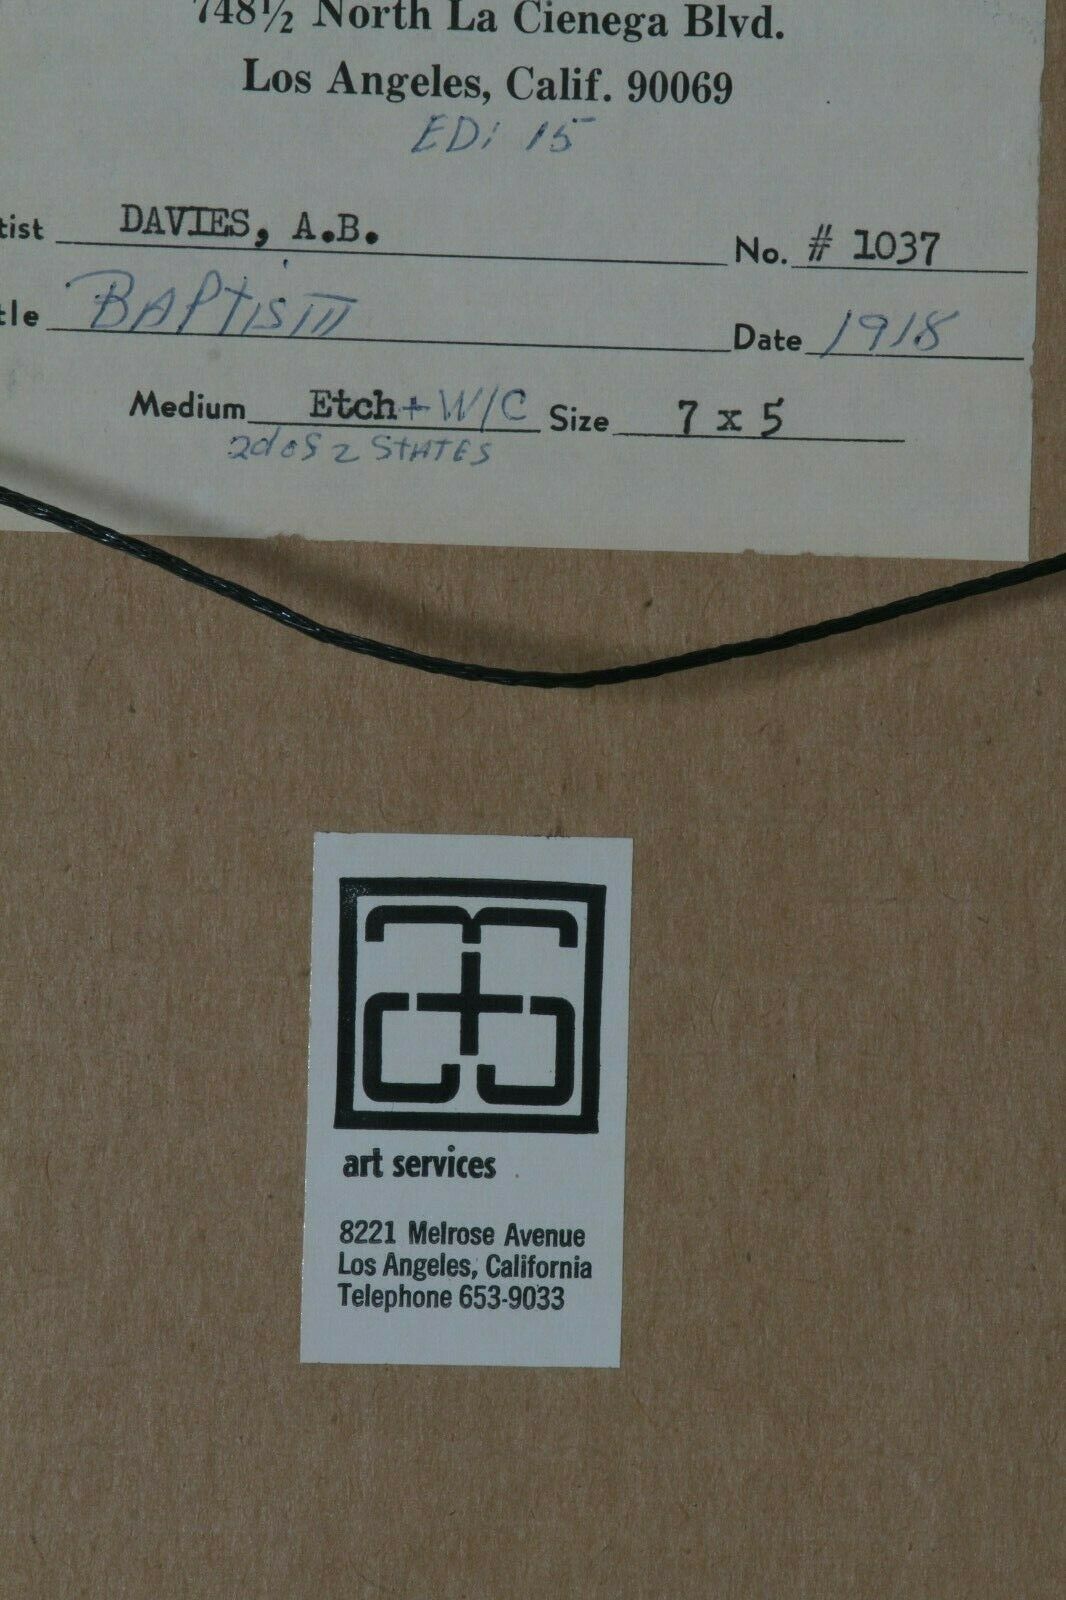 748½ North La Cienega Blvd.
Los Angeles, Calif. 90069
EDi 15
tist DAVIES, A.B. No. # 1037
tle BAPtisM Date 1918
Medium Etch + W/C Size 7 x 5
2d of 2 STATES
art services
8221 Melrose Avenue
Los Angeles, California
Telephone 653-9033